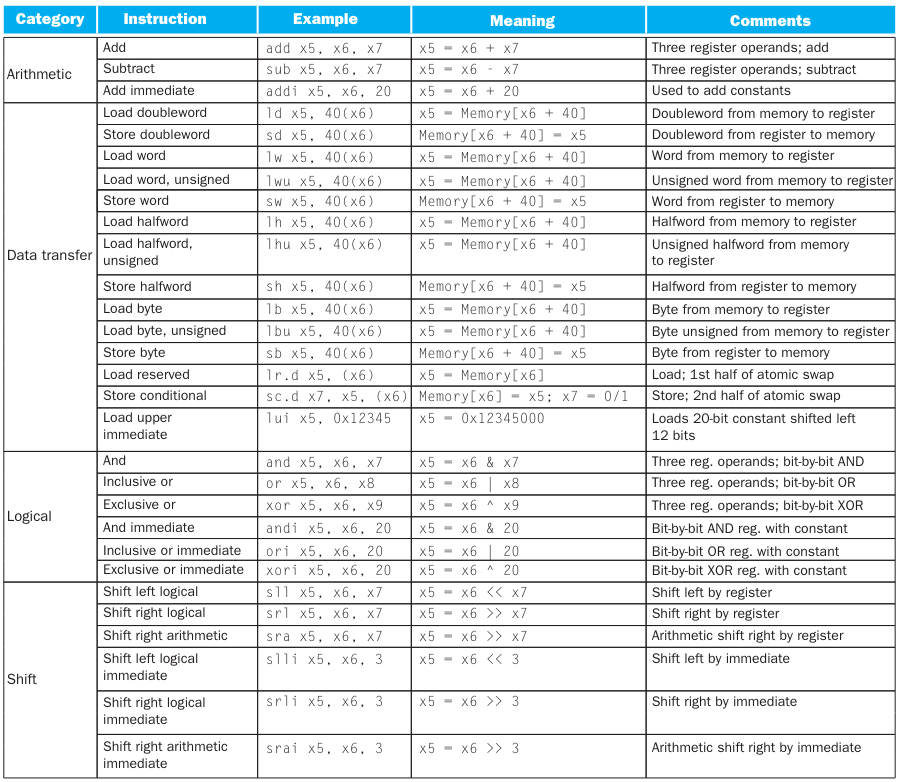 Category Instruction Example Meaning Comments
Arithmetic
Add add x5, x6, x7 x5 = x6 + x7 Three register operands; add
Subtract sub x5, x6, x7 x5 = x6 - x7 Three register operands; subtract
Add immediate addi x5, x6, 20 x5 = x6 + 20 Used to add constants
Data transfer
Load doubleword ld x5, 40(x6) x5 = Memory[x6 + 40] Doubleword from memory to register
Store doubleword sd x5, 40(x6) Memory[x6 + 40] = x5 Doubleword from register to memory
Load word lw x5, 40(x6) x5 = Memory[x6 + 40] Word from memory to register
Load word, unsigned lwu x5, 40(x6) x5 = Memory[x6 + 40] Unsigned word from memory to register
Store word sw x5, 40(x6) Memory[x6 + 40] = x5 Word from register to memory
Load halfword lh x5, 40(x6) x5 = Memory[x6 + 40] Halfword from memory to register
Load halfword, lhu x5, 40(x6) x5 = Memory[x6 + 40] Unsigned halfword from memory
unsigned to register
Store halfword sh x5, 40(x6) Memory[x6 + 40] = x5 Halfword from register to memory
Load byte lb x5, 40(x6) x5 = Memory[x6 + 40] Byte from memory to register
Load byte, unsigned lbu x5, 40(x6) x5 = Memory[x6 + 40] Byte unsigned from memory to register
Store byte sb x5, 40(x6) Memory[x6 + 40] = x5 Byte from register to memory
Load reserved lr.d x5, (x6) x5 = Memory[x6] Load; 1st half of atomic swap
Store conditional sc.d x7, x5, (x6) Memory[x6] = x5; x7 = 0/1 Store; 2nd half of atomic swap
Load upper lui x5, 0x12345 x5 = 0x12345000 Loads 20-bit constant shifted left
immediate 12 bits
Logical
And and x5, x6, x7 x5 = x6 & x7 Three reg. operands; bit-by-bit AND
Inclusive or or x5, x6, x8 x5 = x6 | x8 Three reg. operands; bit-by-bit OR
Exclusive or xor x5, x6, x9 x5 = x6 ^ x9 Three reg. operands; bit-by-bit XOR
And immediate andi x5, x6, 20 x5 = x6 & 20 Bit-by-bit AND reg. with constant
Inclusive or immediate ori x5, x6, 20 x5 = x6 | 20 Bit-by-bit OR reg. with constant
Exclusive or immediate xori x5, x6, 20 x5 = x6 ^ 20 Bit-by-bit XOR reg. with constant
Shift
Shift left logical sll x5, x6, x7 x5 = x6 << x7 Shift left by register
Shift right logical srl x5, x6, x7 x5 = x6 >> x7 Shift right by register
Shift right arithmetic sra x5, x6, x7 x5 = x6 >> x7 Arithmetic shift right by register
Shift left logical slli x5, x6, 3 x5 = x6 << 3 Shift left by immediate
immediate
Shift right logical srli x5, x6, 3 x5 = x6 >> 3 Shift right by immediate
immediate
Shift right arithmetic srai x5, x6, 3 x5 = x6 >> 3 Arithmetic shift right by immediate
immediate